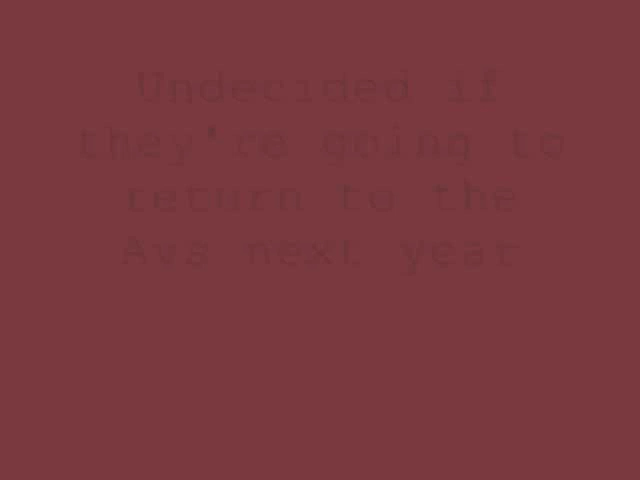 Undecided if
they're going to
return to the
Avs next year